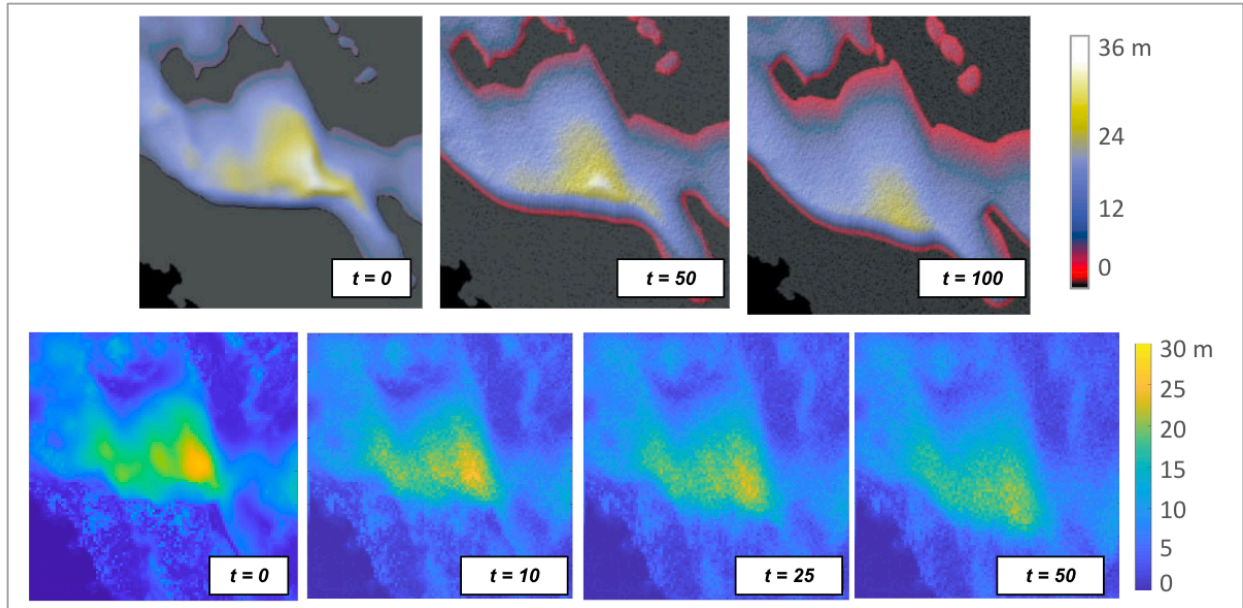 36 m
24
12
0
t = 0
t = 50
t = 100
30 m
25
20
15
10
5
0
t = 0
t = 10
t = 25
t = 50